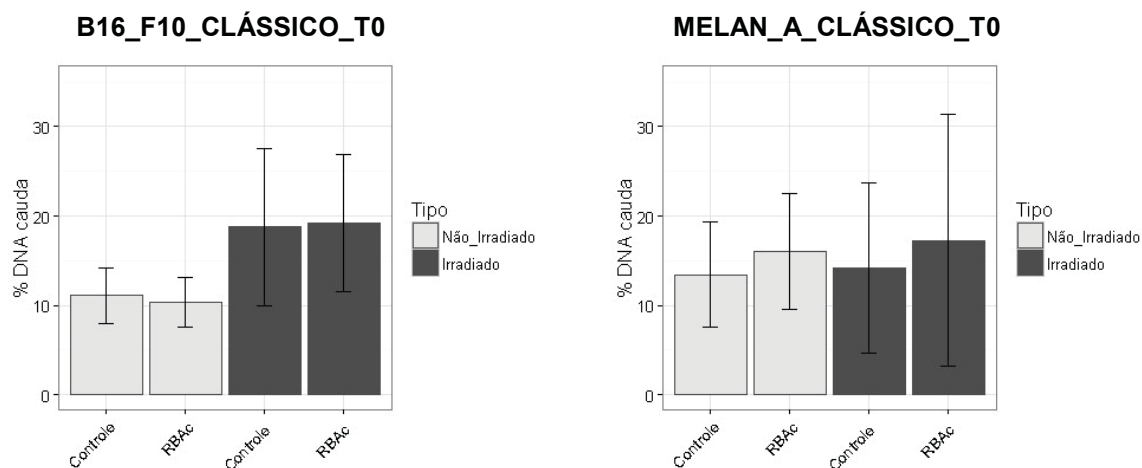 B16_F10_CLÁSSICO_T0
% DNA cauda
30
20
10
0
Controle
RBAc
Controle
RBAc
Tipo
Não_Irradiado
Irradiado
MELAN_A_CLÁSSICO_T0
% DNA cauda
30
20
10
0
Controle
RBAc
Controle
RBAc
Tipo
Não_Irradiado
Irradiado